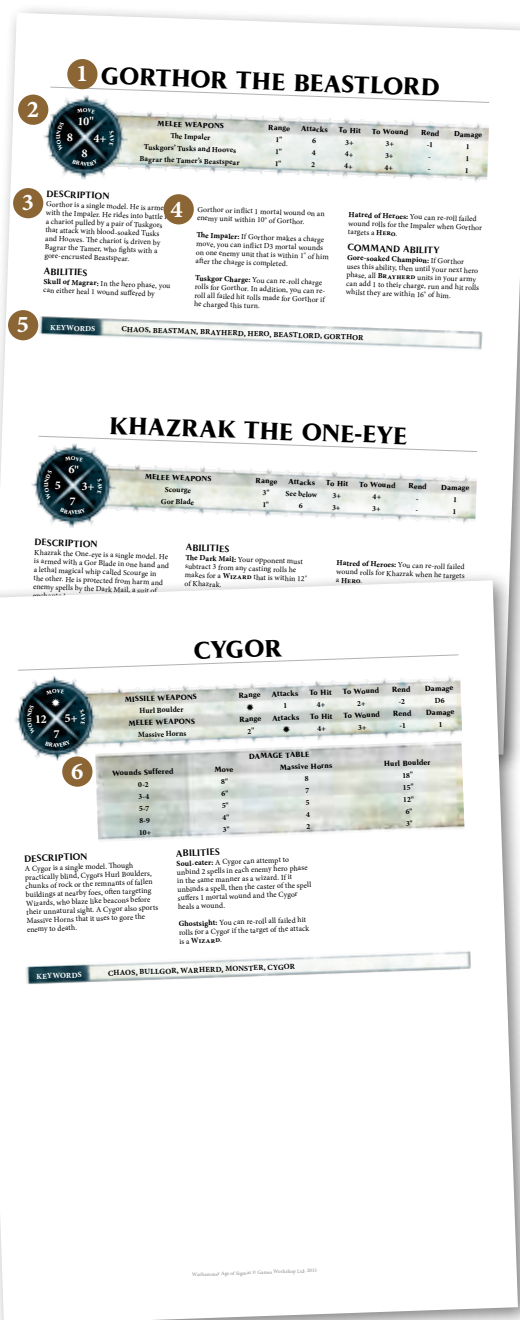 1 GORTHOR THE BEASTLORD
2
MOVE
10"
WOUNDS 8 4+ SAVE
8
BRAVERY
MELEE WEAPONS Range Attacks To Hit To Wound Rend Damage
The Impaler 1" 6 3+ 3+ -1 1
Tuskgors' Tusks and Hooves 1" 4 4+ 3+ - 1
Bagrar the Tamer's Beastspear 1" 2 4+ 4+ - 1
3 DESCRIPTION
Gorthor is a single model. He is arme
with the Impaler. He rides into battle
a chariot pulled by a pair of Tuskgors
that attack with blood-soaked Tusks
and Hooves. The chariot is driven by
Bagrar the Tamer, who fights with a
gore-encrusted Beastspear.
ABILITIES
Skull of Magrar: In the hero phase, you
can either heal 1 wound suffered by
4
Gorthor or inflict 1 mortal wound on an
enemy unit within 10" of Gorthor.
The Impaler: If Gorthor makes a charge
move, you can inflict D3 mortal wounds
on one enemy unit that is within 1" of him
after the charge is completed.
Tuskgor Charge: You can re-roll charge
rolls for Gorthor. In addition, you can re-
roll all failed hit rolls made for Gorthor if
he charged this turn.
Hatred of Heroes: You can re-roll failed
wound rolls for the Impaler when Gorthor
targets a HERO.
COMMAND ABILITY
Gore-soaked Champion: If Gorthor
uses this ability, then until your next hero
phase, all BRAYHERD units in your army
can add 1 to their charge, run and hit rolls
whilst they are within 16" of him.
5 KEYWORDS CHAOS, BEASTMAN, BRAYHERD, HERO, BEASTLORD, GORTHOR
KHAZRAK THE ONE-EYE
MOVE
6"
WOUNDS 5 3+ SAVE
7
BRAVERY
MELEE WEAPONS Range Attacks To Hit To Wound Rend Damage
Scourge 3" See below 3+ 4+ - 1
Gor Blade 1" 6 3+ 3+ - 1
DESCRIPTION
Khazrak the One-eye is a single model. He
is armed with a Gor Blade in one hand and
a lethal magical whip called Scourge in
the other. He is protected from harm and
enemy spells by the Dark Mail, a suit of
ABILITIES
The Dark Mail: Your opponent must
subtract 3 from any casting rolls he
makes for a WIZARD that is within 12"
of Khazrak.
Hatred of Heroes: You can re-roll failed
wound rolls for Khazrak when he targets
a HERO.
CYGOR
MOVE
✹
WOUNDS 12 5+ SAVE
7
BRAVERY
MISSILE WEAPONS Range Attacks To Hit To Wound Rend Damage
Hurl Boulder ✹ 1 4+ 2+ -2 D6
MELEE WEAPONS Range Attacks To Hit To Wound Rend Damage
Massive Horns 2" ✹ 4+ 3+ -1 1
6
DAMAGE TABLE
Wounds Suffered Move Massive Horns Hurl Boulder
0-2 8" 8 18"
3-4 6" 7 15"
5-7 5" 5 12"
8-9 4" 4 6"
10+ 3" 2 3"
DESCRIPTION
A Cygor is a single model. Though
practically blind, Cygors Hurl Boulders,
chunks of rock or the remnants of fallen
buildings at nearby foes, often targeting
Wizards, who blaze like beacons before
their unnatural sight. A Cygor also sports
Massive Horns that it uses to gore the
enemy to death.
ABILITIES
Soul-eater: A Cygor can attempt to
unbind 2 spells in each enemy hero phase
in the same manner as a wizard. If it
unbinds a spell, then the caster of the spell
suffers 1 mortal wound and the Cygor
heals a wound.
Ghostsight: You can re-roll all failed hit
rolls for a Cygor if the target of the attack
is a WIZARD.
KEYWORDS CHAOS, BULLGOR, WARHERD, MONSTER, CYGOR
Warhammer: Age of Sigmar © Games Workshop Ltd. 2015